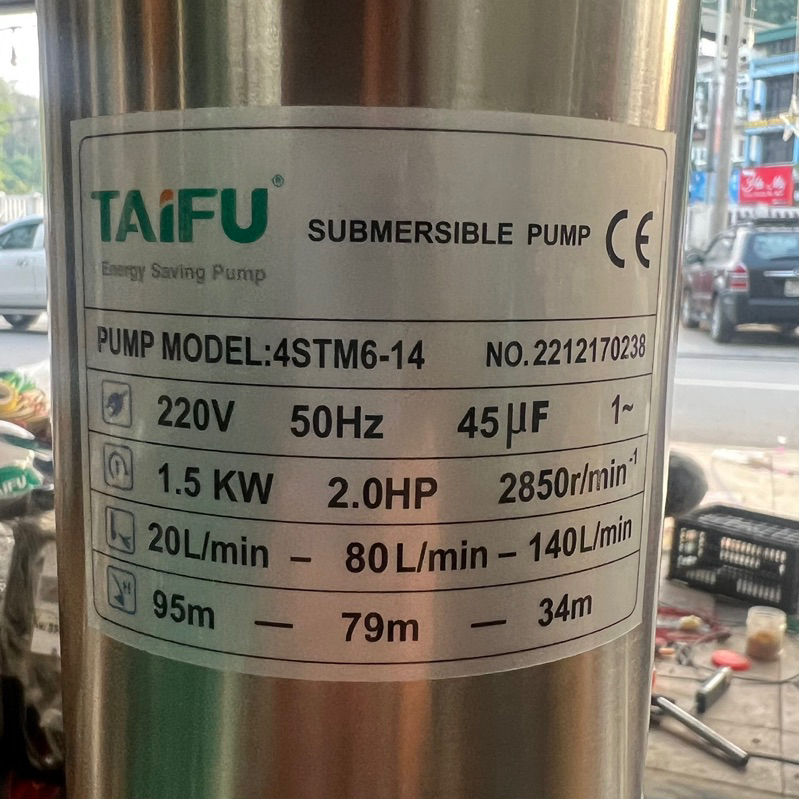 TAiFU®
Energy Saving Pump
SUBMERSIBLE PUMP CE
PUMP MODEL:4STM6-14 NO.2212170238
220V 50Hz 45μF 1~
1.5 KW 2.0HP 2850r/min⁻¹
20L/min – 80L/min – 140L/min
95m — 79m — 34m